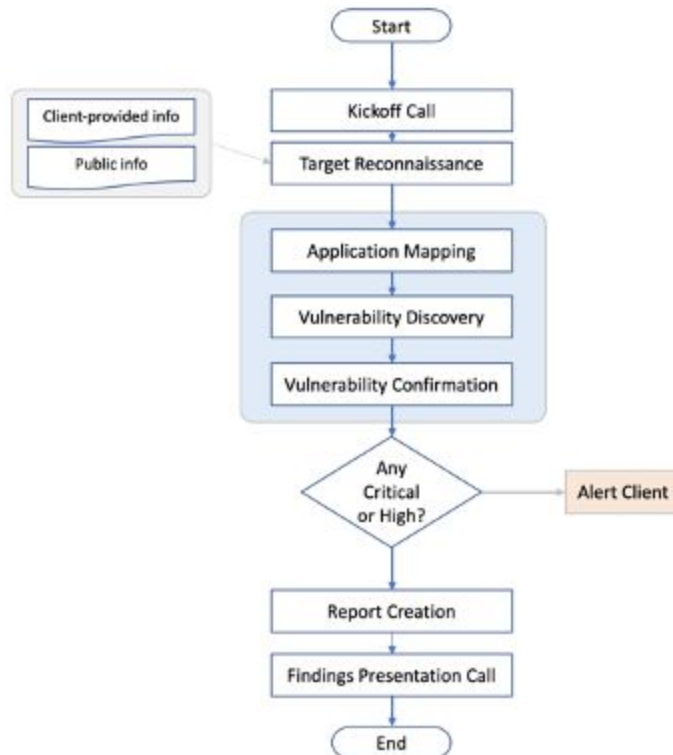 Start
Kickoff Call
Client-provided info
Public info
Target Reconnaissance
Application Mapping
Vulnerability Discovery
Vulnerability Confirmation
Any
Critical
or High?
Alert Client
Report Creation
Findings Presentation Call
End